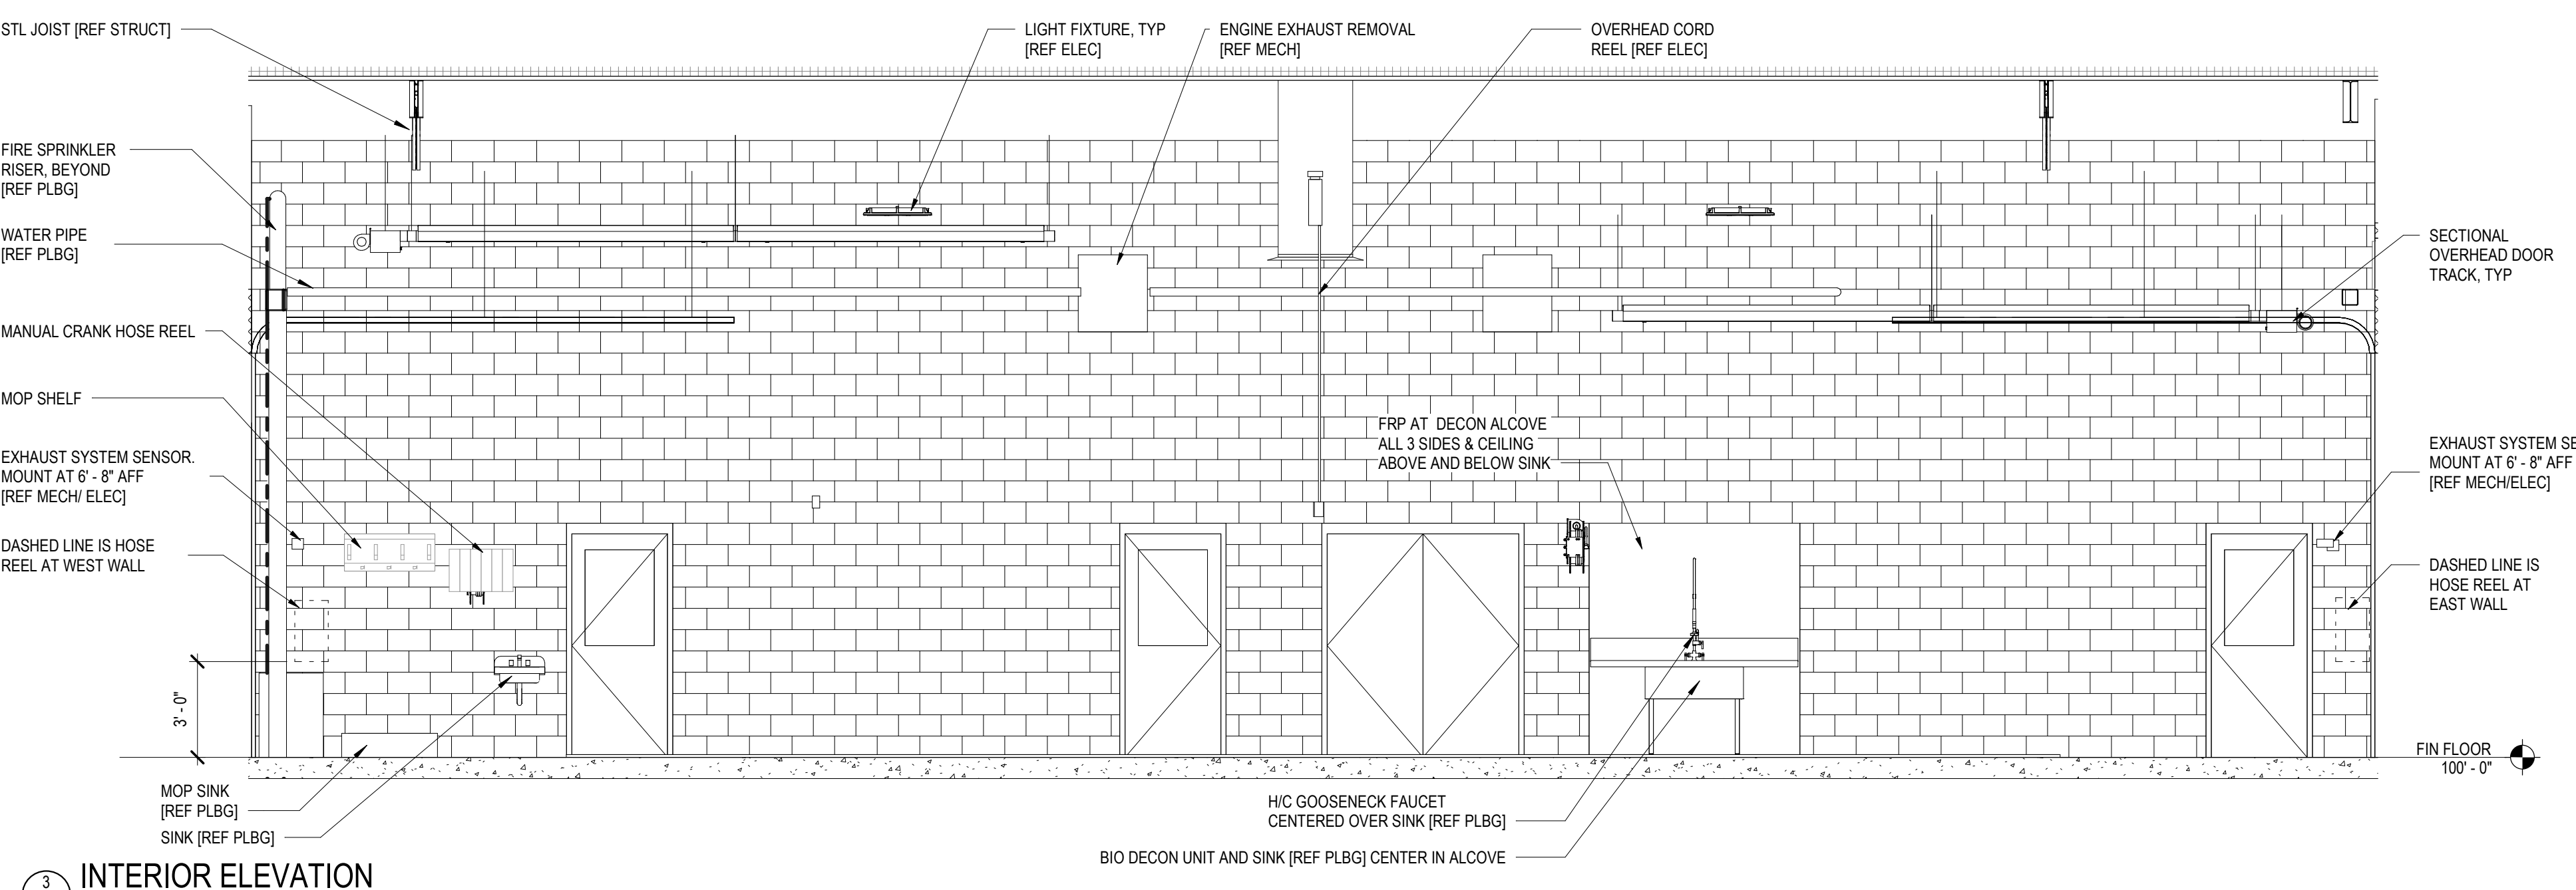 STL JOIST [REF STRUCT]
LIGHT FIXTURE, TYP
[REF ELEC]
ENGINE EXHAUST REMOVAL
[REF MECH]
OVERHEAD CORD
REEL [REF ELEC]
FIRE SPRINKLER
RISER, BEYOND
[REF PLBG]
WATER PIPE
[REF PLBG]
MANUAL CRANK HOSE REEL
MOP SHELF
EXHAUST SYSTEM SENSOR.
MOUNT AT 6' - 8" AFF
[REF MECH/ ELEC]
DASHED LINE IS HOSE
REEL AT WEST WALL
3' - 0"
MOP SINK
[REF PLBG]
SINK [REF PLBG]
FRP AT DECON ALCOVE
ALL 3 SIDES & CEILING
ABOVE AND BELOW SINK
H/C GOOSENECK FAUCET
CENTERED OVER SINK [REF PLBG]
BIO DECON UNIT AND SINK [REF PLBG] CENTER IN ALCOVE
SECTIONAL
OVERHEAD DOOR
TRACK, TYP
EXHAUST SYSTEM SE
MOUNT AT 6' - 8" AFF
[REF MECH/ELEC]
DASHED LINE IS
HOSE REEL AT
EAST WALL
FIN FLOOR
100' - 0"
3
INTERIOR ELEVATION